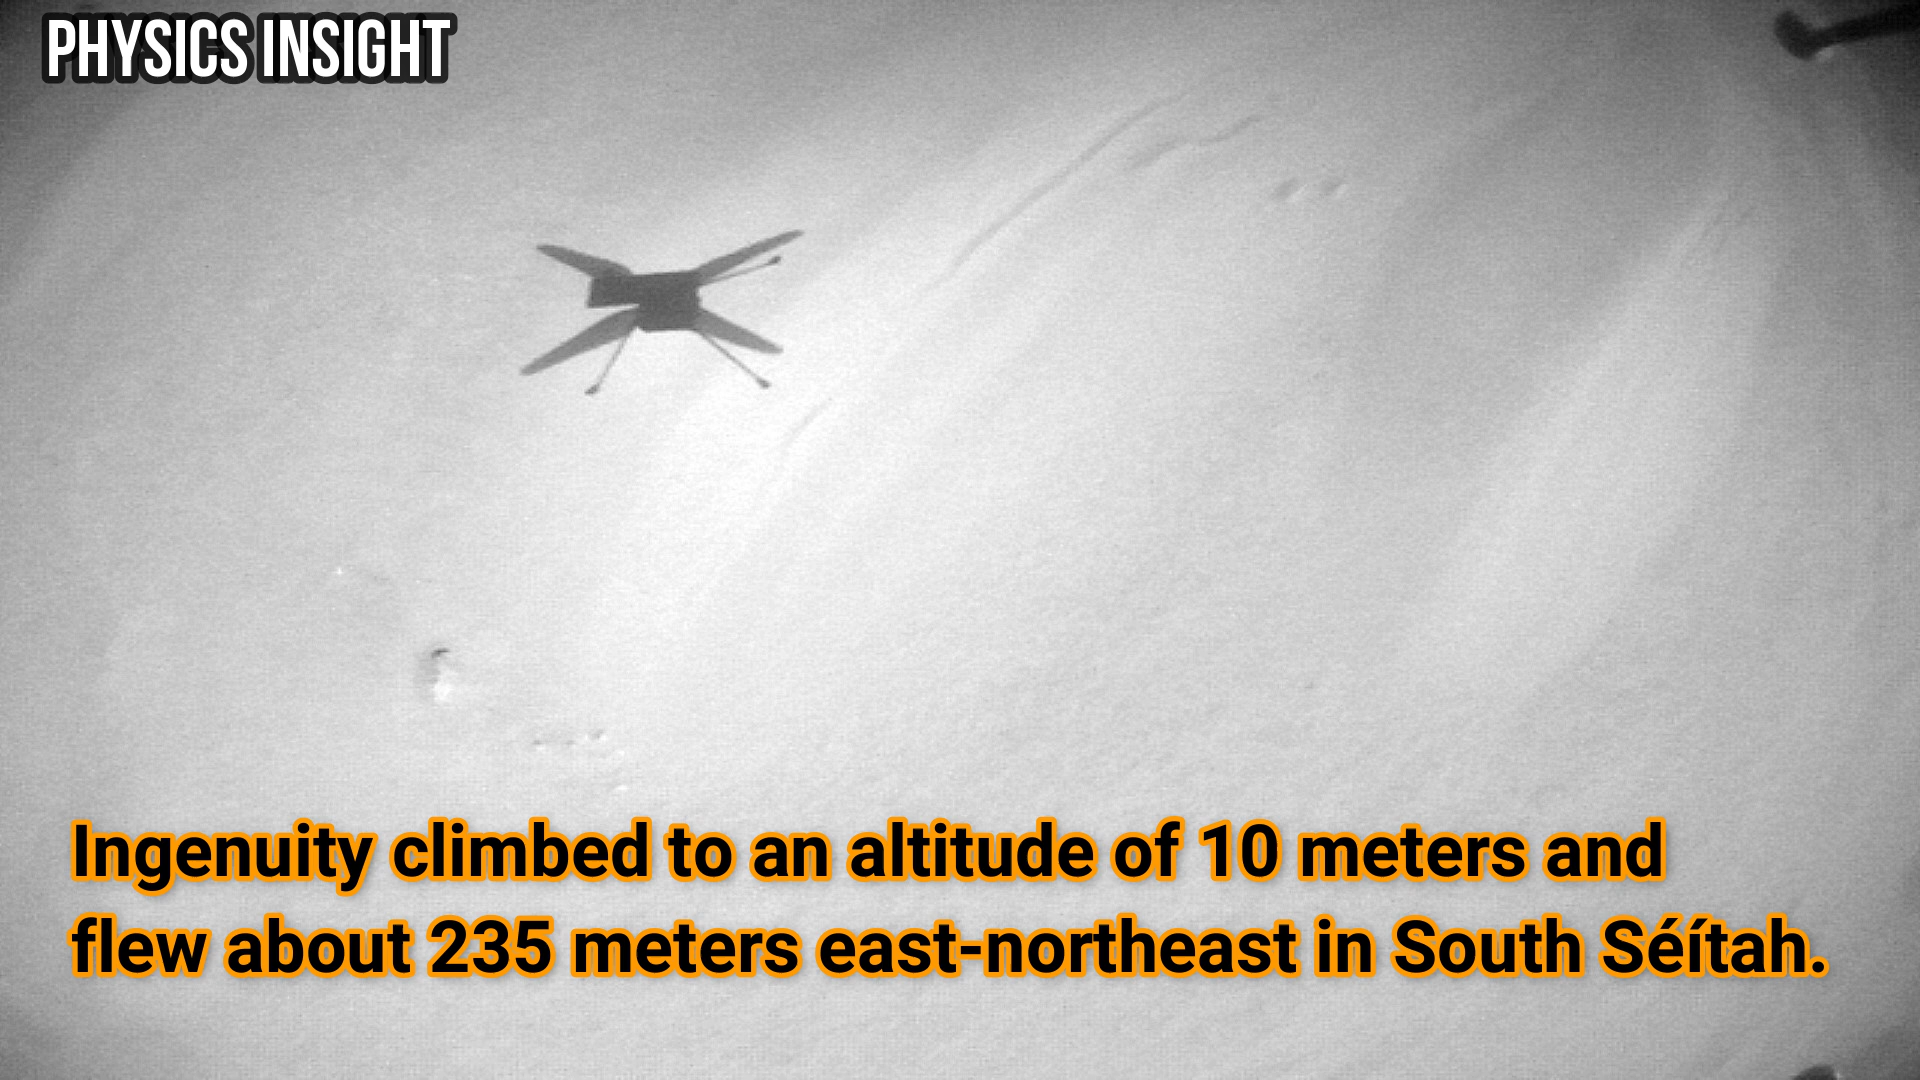 PHYSICS INSIGHT
Ingenuity climbed to an altitude of 10 meters and
flew about 235 meters east-northeast in South Séítah.